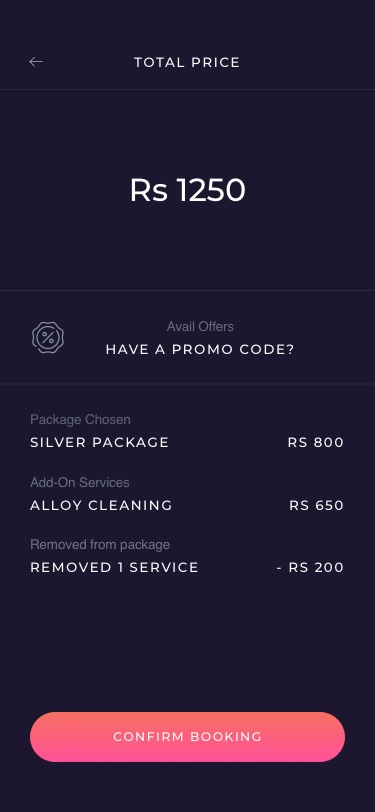 TOTAL PRICE
Rs 1250
Avail Offers
HAVE A PROMO CODE?
Package Chosen
SILVER PACKAGE RS 800
Add-On Services
ALLOY CLEANING RS 650
Removed from package
REMOVED 1 SERVICE - RS 200
CONFIRM BOOKING